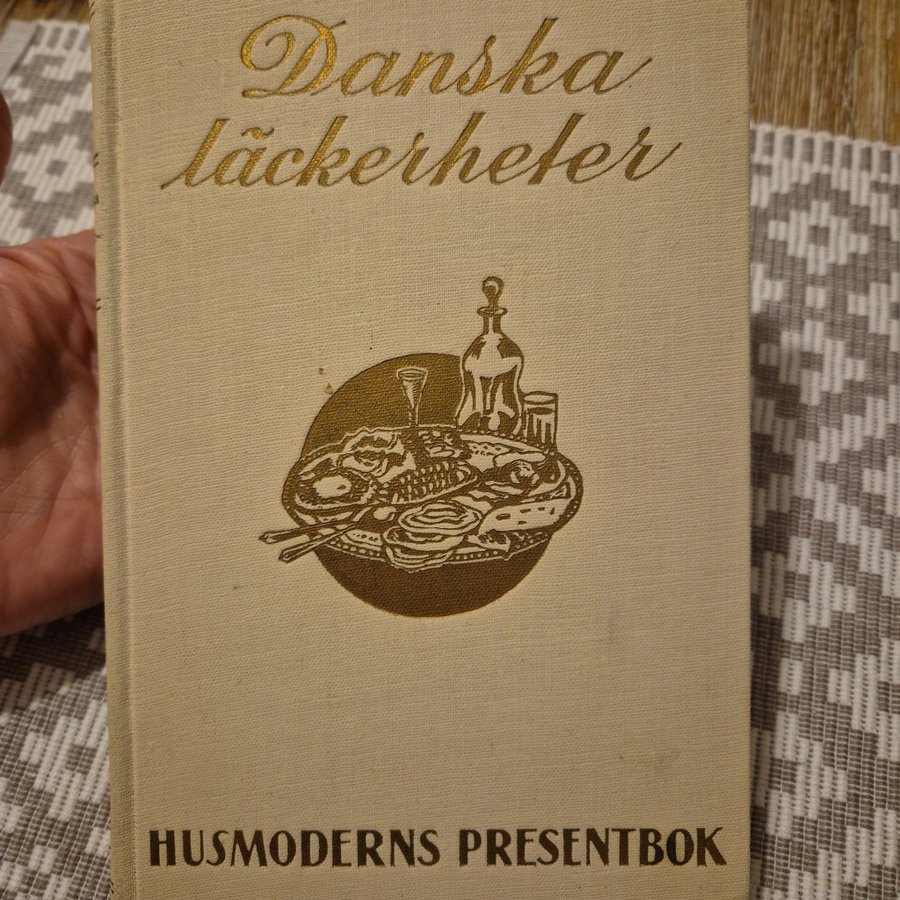 Danska
läckerheter
HUSMODERNS PRESENTBOK